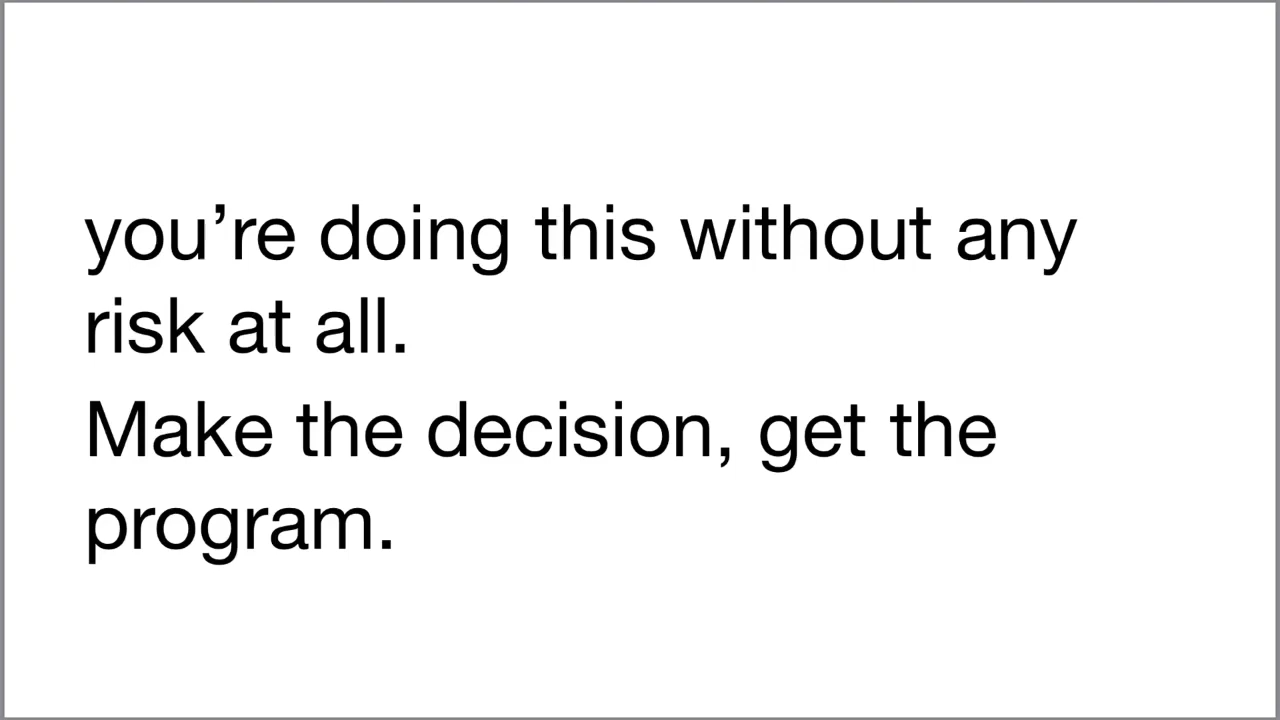 you’re doing this without any
risk at all.
Make the decision, get the
program.